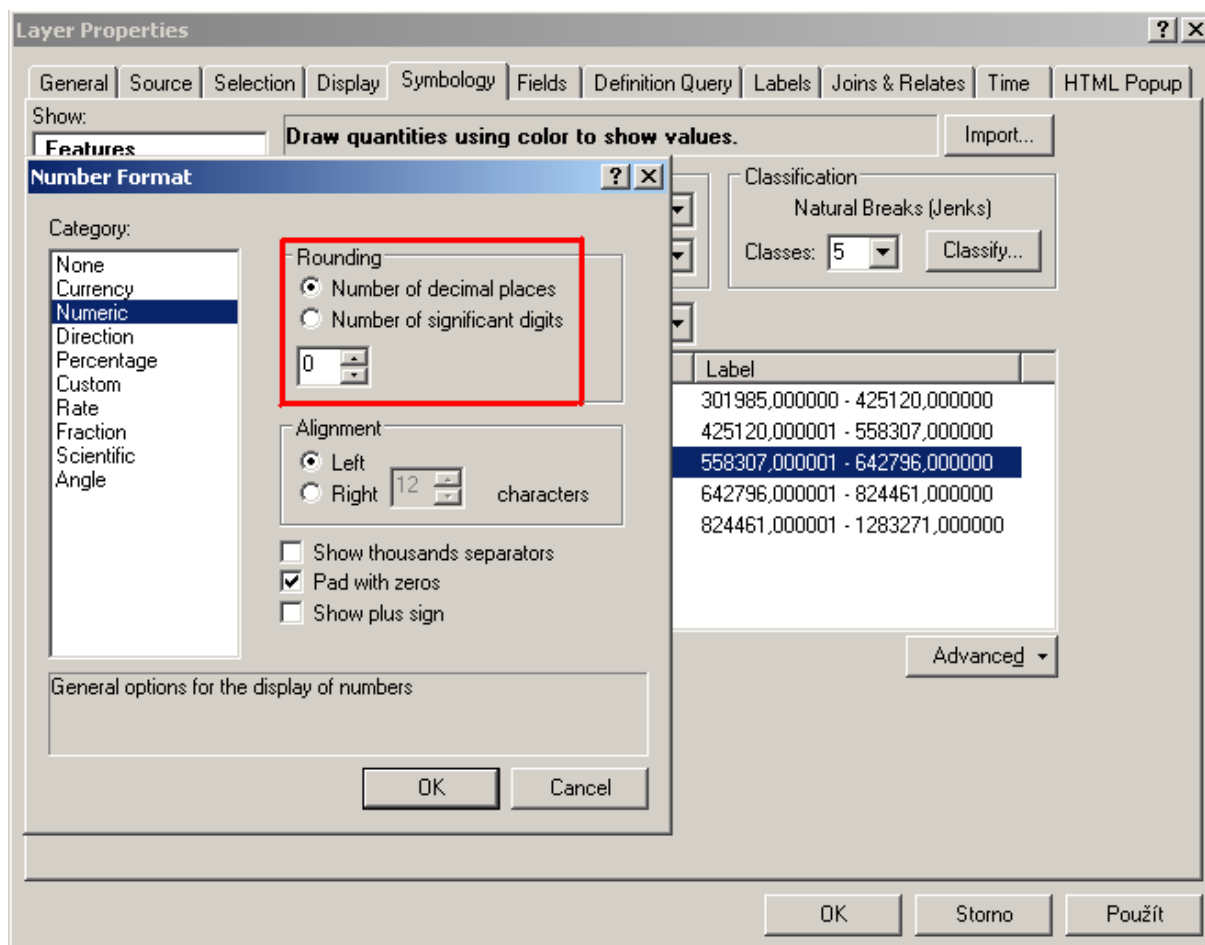 Layer Properties
General Source Selection Display Symbology Fields Definition Query Labels Joins & Relates Time HTML Popup
Show:
Features
Draw quantities using color to show values.
Import...
Number Format
Category:
None
Currency
Numeric
Direction
Percentage
Custom
Rate
Fraction
Scientific
Angle
Rounding
Number of decimal places
Number of significant digits
0
Alignment
Left
Right 12 characters
Show thousands separators
Pad with zeros
Show plus sign
General options for the display of numbers
OK Cancel
Classification
Natural Breaks (Jenks)
Classes: 5 Classify...
Label
301985,000000 - 425120,000000
425120,000001 - 558307,000000
558307,000001 - 642796,000000
642796,000001 - 824461,000000
824461,000001 - 1283271,000000
Advanced
OK Storno Použít